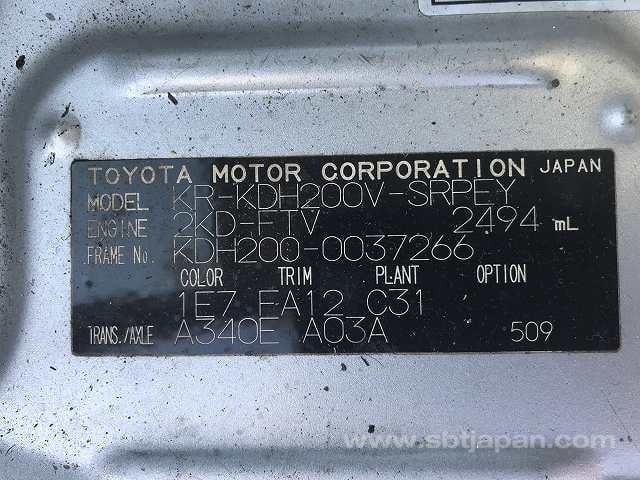 TOYOTA MOTOR CORPORATION JAPAN
MODEL KR-KDH200V-SRPEY
ENGINE 2KD-FTV 2494 mL
FRAME No. KDH200-0037266
COLOR TRIM PLANT OPTION
1E7 FA12 C31
TRANS./AXLE A340E A03A 509
www.sbtjapan.com